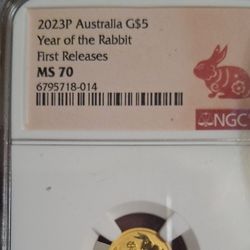 2023P Australia G$5
Year of the Rabbit
First Releases
MS 70
6795718-014
NGC